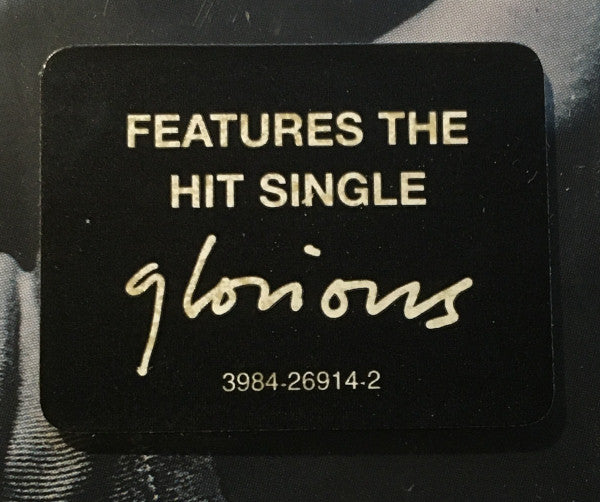 FEATURES THE
HIT SINGLE
glorious
3984-26914-2